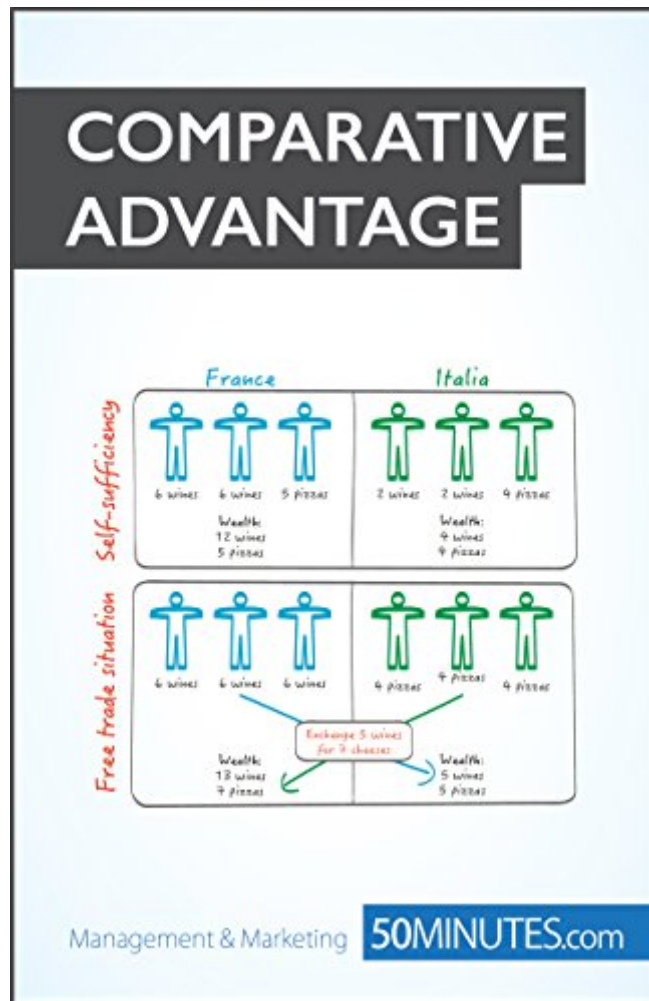 COMPARATIVE
ADVANTAGE
France Italia
Self-sufficiency
6 wines 6 wines 5 pizzas 2 wines 2 wines 4 pizzas
Wealth: Wealth:
12 wines 4 wines
5 pizzas 4 pizzas
Free trade situation
6 wines 6 wines 6 wines 4 pizzas 4 pizzas 4 pizzas
Exchange 5 wines
for 7 cheeses
Wealth: Wealth:
13 wines 5 wines
7 pizzas 5 pizzas
Management & Marketing 50MINUTES.com